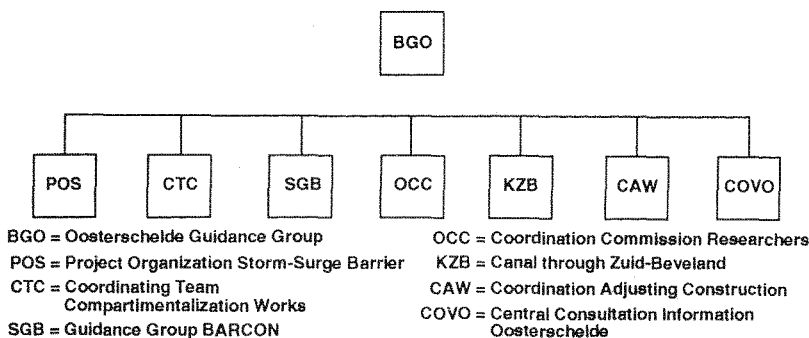 BGO
POS CTC SGB OCC KZB CAW COVO
BGO = Oosterschelde Guidance Group
POS = Project Organization Storm-Surge Barrier
CTC = Coordinating Team
Compartimentalization Works
SGB = Guidance Group BARCON
OCC = Coordination Commission Researchers
KZB = Canal through Zuid-Beveland
CAW = Coordination Adjusting Construction
COVO = Central Consultation Information
Oosterschelde